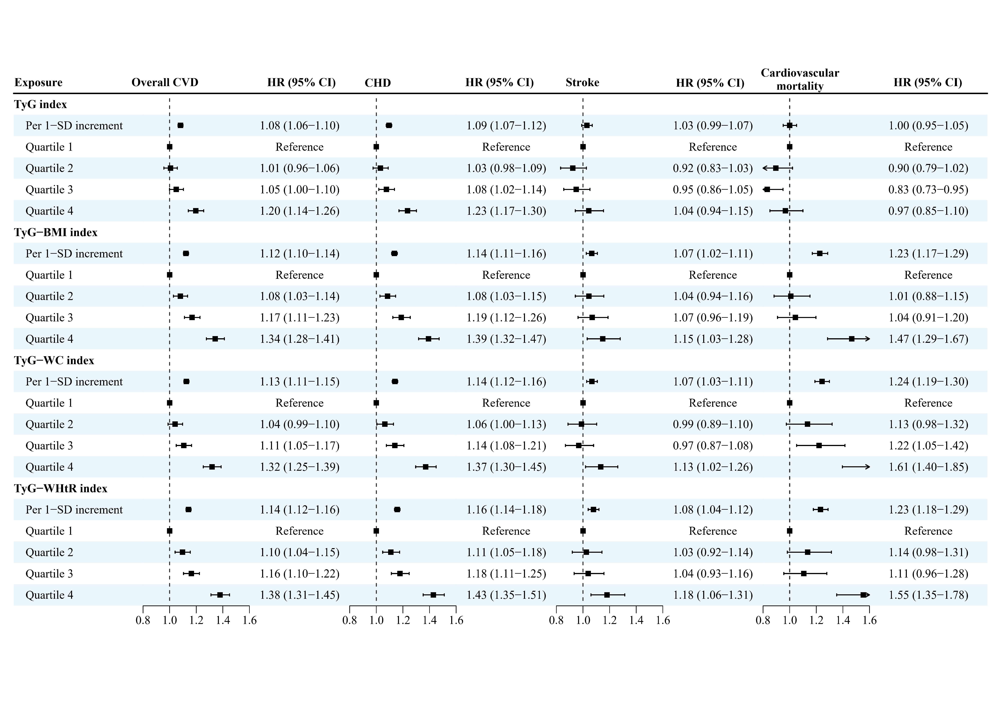 Exposure Overall CVD HR (95% CI) CHD HR (95% CI) Stroke HR (95% CI) Cardiovascular mortality HR (95% CI)
TyG index
Per 1−SD increment 1.08 (1.06−1.10) 1.09 (1.07−1.12) 1.03 (0.99−1.07) 1.00 (0.95−1.05)
Quartile 1 Reference Reference Reference Reference
Quartile 2 1.01 (0.96−1.06) 1.03 (0.98−1.09) 0.92 (0.83−1.03) 0.90 (0.79−1.02)
Quartile 3 1.05 (1.00−1.10) 1.08 (1.02−1.14) 0.95 (0.86−1.05) 0.83 (0.73−0.95)
Quartile 4 1.20 (1.14−1.26) 1.23 (1.17−1.30) 1.04 (0.94−1.15) 0.97 (0.85−1.10)
TyG−BMI index
Per 1−SD increment 1.12 (1.10−1.14) 1.14 (1.11−1.16) 1.07 (1.02−1.11) 1.23 (1.17−1.29)
Quartile 1 Reference Reference Reference Reference
Quartile 2 1.08 (1.03−1.14) 1.08 (1.03−1.15) 1.04 (0.94−1.16) 1.01 (0.88−1.15)
Quartile 3 1.17 (1.11−1.23) 1.19 (1.12−1.26) 1.07 (0.96−1.19) 1.04 (0.91−1.20)
Quartile 4 1.34 (1.28−1.41) 1.39 (1.32−1.47) 1.15 (1.03−1.28) 1.47 (1.29−1.67)
TyG−WC index
Per 1−SD increment 1.13 (1.11−1.15) 1.14 (1.12−1.16) 1.07 (1.03−1.11) 1.24 (1.19−1.30)
Quartile 1 Reference Reference Reference Reference
Quartile 2 1.04 (0.99−1.10) 1.06 (1.00−1.13) 0.99 (0.89−1.10) 1.13 (0.98−1.32)
Quartile 3 1.11 (1.05−1.17) 1.14 (1.08−1.21) 0.97 (0.87−1.08) 1.22 (1.05−1.42)
Quartile 4 1.32 (1.25−1.39) 1.37 (1.30−1.45) 1.13 (1.02−1.26) 1.61 (1.40−1.85)
TyG−WHtR index
Per 1−SD increment 1.14 (1.12−1.16) 1.16 (1.14−1.18) 1.08 (1.04−1.12) 1.23 (1.18−1.29)
Quartile 1 Reference Reference Reference Reference
Quartile 2 1.10 (1.04−1.15) 1.11 (1.05−1.18) 1.03 (0.92−1.14) 1.14 (0.98−1.31)
Quartile 3 1.16 (1.10−1.22) 1.18 (1.11−1.25) 1.04 (0.93−1.16) 1.11 (0.96−1.28)
Quartile 4 1.38 (1.31−1.45) 1.43 (1.35−1.51) 1.18 (1.06−1.31) 1.55 (1.35−1.78)
0.8 1.0 1.2 1.4 1.6 0.8 1.0 1.2 1.4 1.6 0.8 1.0 1.2 1.4 1.6 0.8 1.0 1.2 1.4 1.6